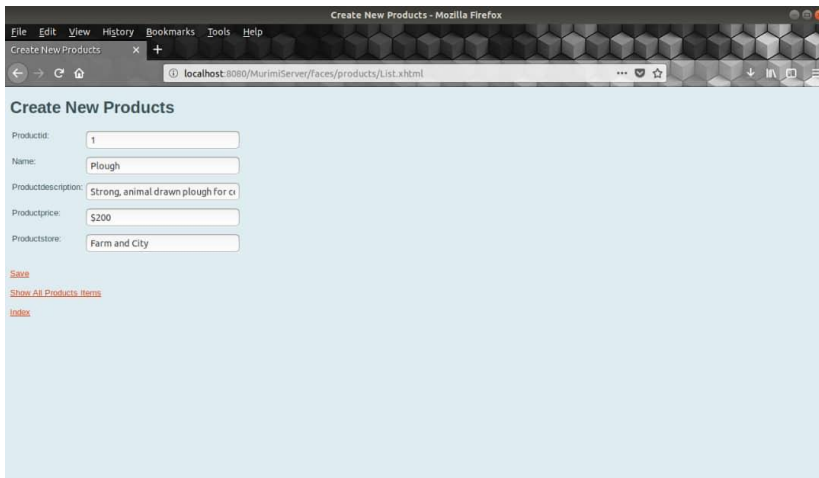 Create New Products - Mozilla Firefox
File Edit View History Bookmarks Tools Help
Create New Products
localhost:8080/MurimiServer/faces/products/List.xhtml
Create New Products
Productid: 1
Name: Plough
Productdescription: Strong, animal drawn plough for c
Productprice: $200
Productstore: Farm and City
Save
Show All Products Items
Index